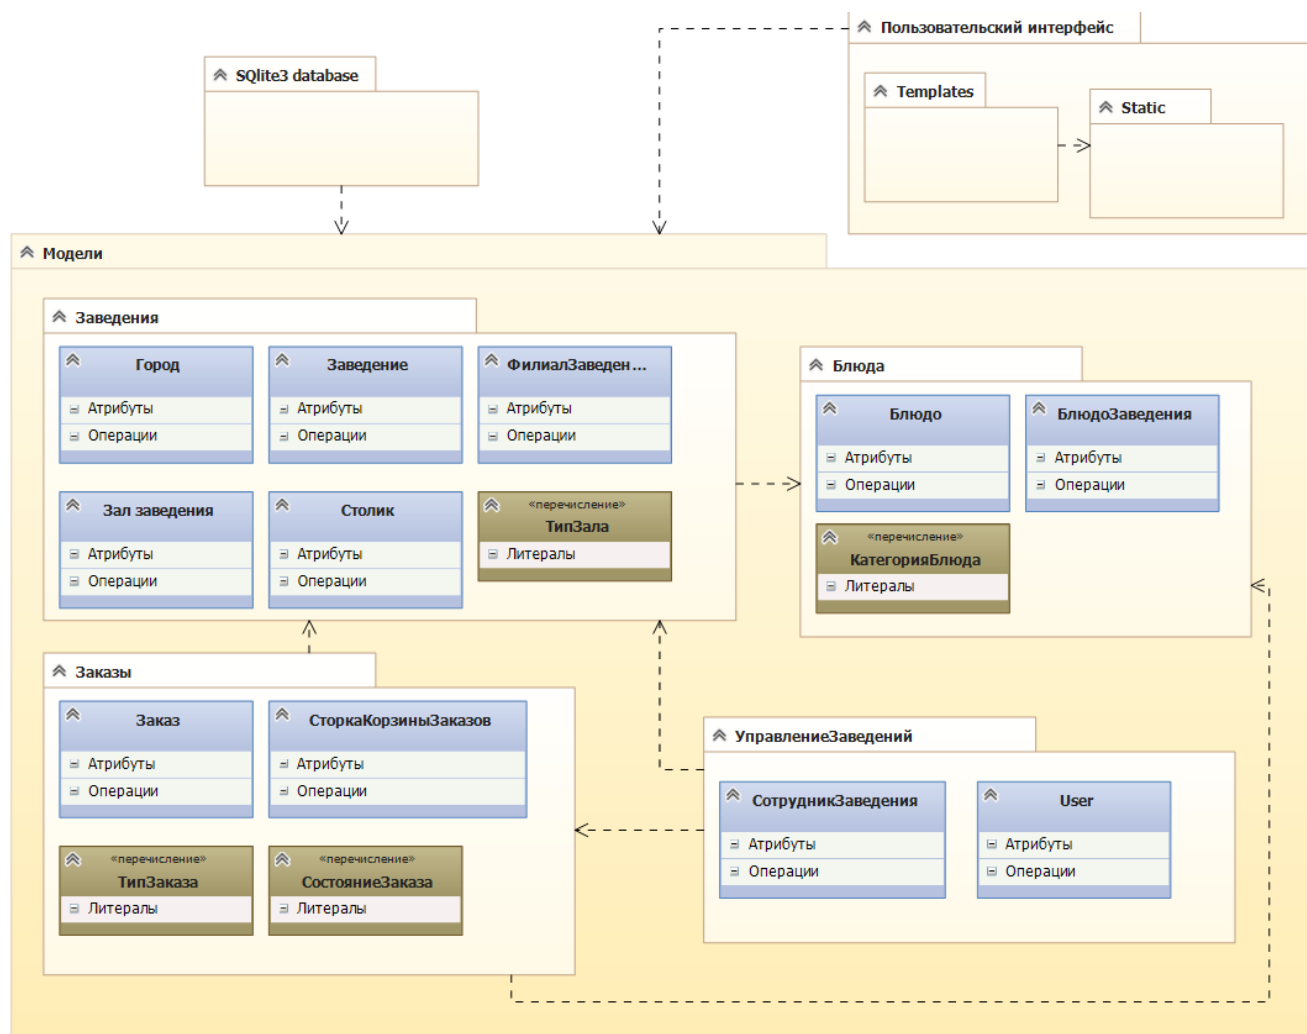 Пользовательский интерфейс
SQlite3 database
Templates
Static
Модели
Заведения
Город
Атрибуты
Операции
Заведение
Атрибуты
Операции
ФилиалЗаведен...
Атрибуты
Операции
Зал заведения
Атрибуты
Операции
Столик
Атрибуты
Операции
«перечисление»
ТипЗала
Литералы
Блюда
Блюдо
Атрибуты
Операции
БлюдоЗаведения
Атрибуты
Операции
«перечисление»
КатегорияБлюда
Литералы
Заказы
Заказ
Атрибуты
Операции
СторкаКорзиныЗаказов
Атрибуты
Операции
«перечисление»
ТипЗаказа
Литералы
«перечисление»
СостояниеЗаказа
Литералы
УправлениеЗаведений
СотрудникЗаведения
Атрибуты
Операции
User
Атрибуты
Операции